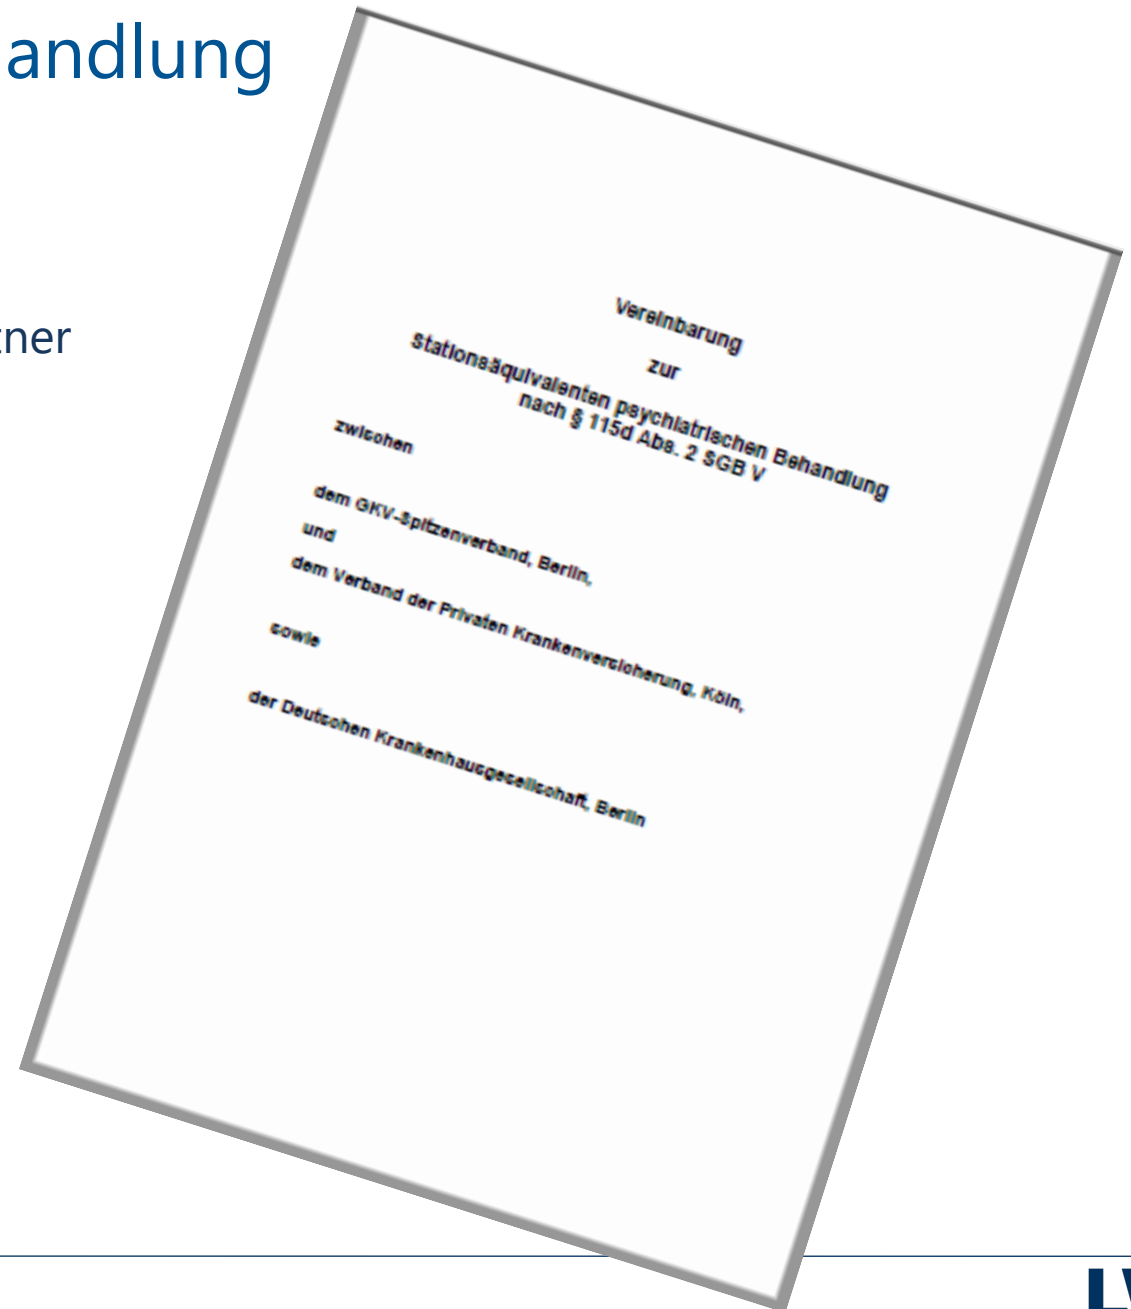 andlung
tner
Vereinbarung
zur
Stationsäquivalenten psychiatrischen Behandlung
nach § 115d Abs. 2 SGB V
zwischen
dem GKV-Spitzenverband, Berlin,
und
dem Verband der Privaten Krankenversicherung, Köln,
sowie
der Deutschen Krankenhausgesellschaft, Berlin